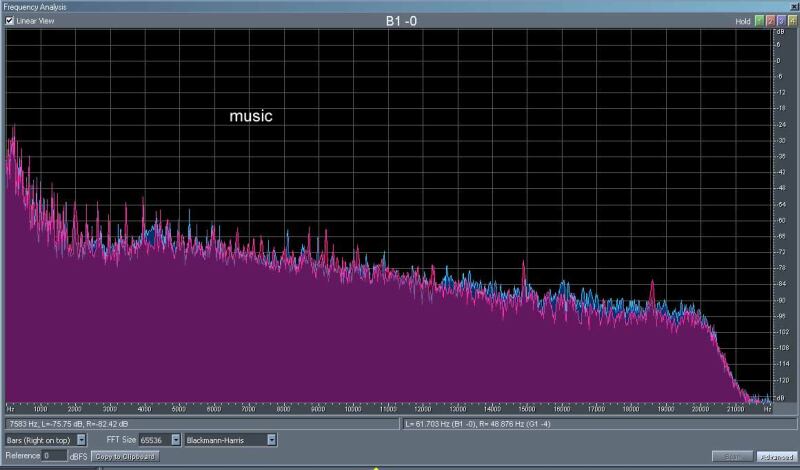 Frequency Analysis
Linear View
B1 -0
Hold 1 2 3 4
music
dB
6
0
-6
-12
-18
-24
-30
-36
-42
-48
-54
-60
-66
-72
-78
-84
-90
-96
-102
-108
-114
-120
dB
Hz 1000 2000 3000 4000 5000 6000 7000 8000 9000 10000 11000 12000 13000 14000 15000 16000 17000 18000 19000 20000 21000 Hz
7583 Hz, L=-75.75 dB, R=-82.42 dB
L= 61.703 Hz (B1 -0), R= 48.876 Hz (G1 -4)
Bars (Right on top) FFT Size 65536 Blackmann-Harris
Reference 0 dBFS Copy to Clipboard Scan Advanced